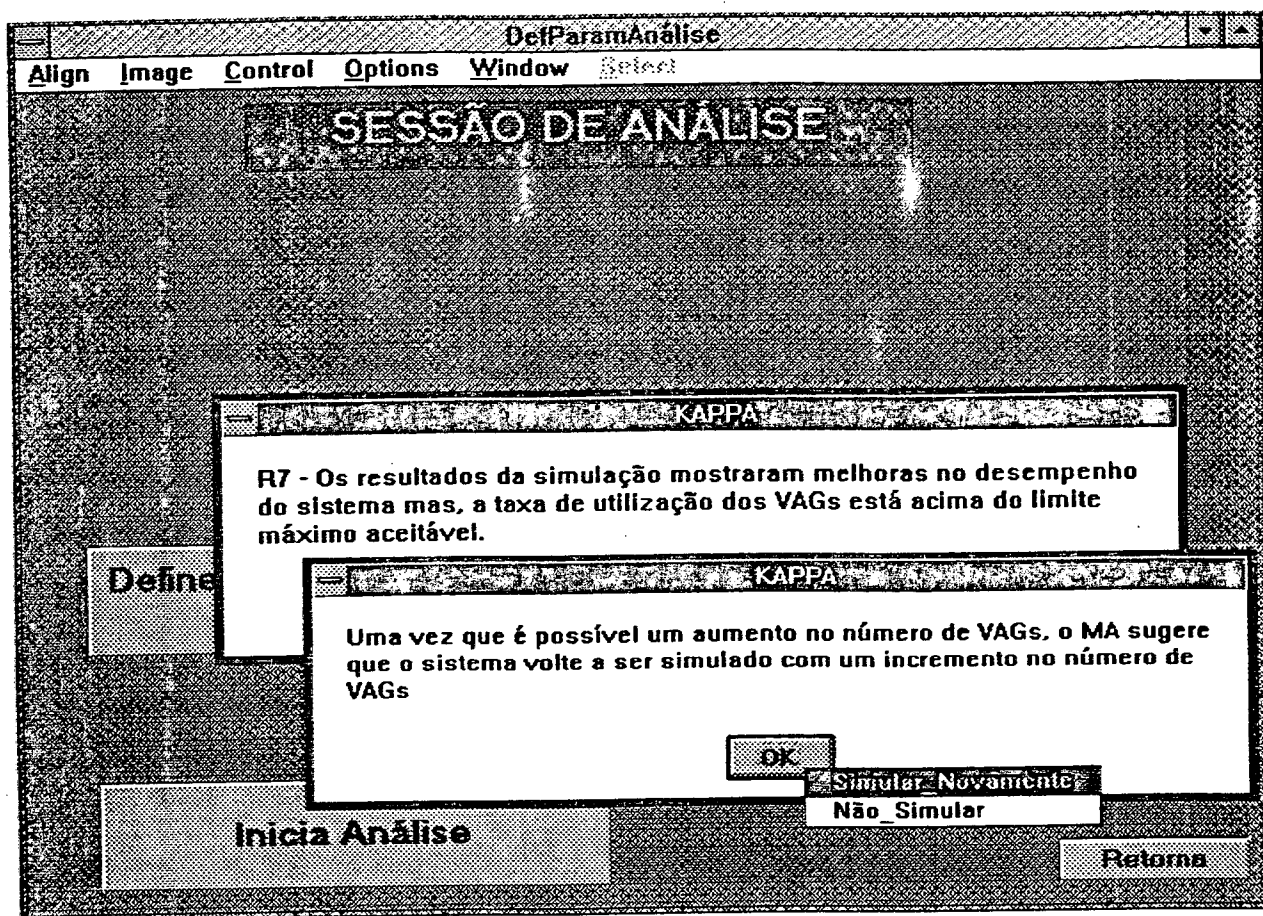 DefParamAnálise
Align Image Control Options Window Select
SESSÃO DE ANÁLISE
KAPPA
R7 - Os resultados da simulação mostraram melhoras no desempenho
do sistema mas, a taxa de utilização dos VAGs está acima do limite
máximo aceitável.
Define
KAPPA
Uma vez que é possível um aumento no número de VAGs, o MA sugere
que o sistema volte a ser simulado com um incremento no número de
VAGs
OK
Simular_Novamente
Não_Simular
Inicia Análise
Retorna